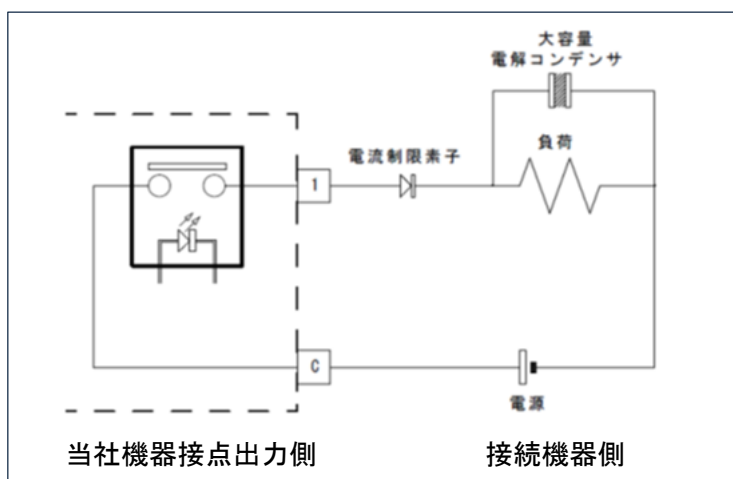 大容量
電解コンデンサ
電流制限素子
負荷
1
C
電源
当社機器接点出力側
接続機器側